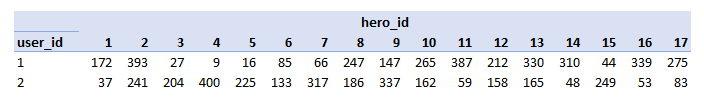 hero_id
user_id 1 2 3 4 5 6 7 8 9 10 11 12 13 14 15 16 17
1 172 393 27 9 16 85 66 247 147 265 387 212 330 310 44 339 275
2 37 241 204 400 225 133 317 186 337 162 59 158 165 48 249 53 83